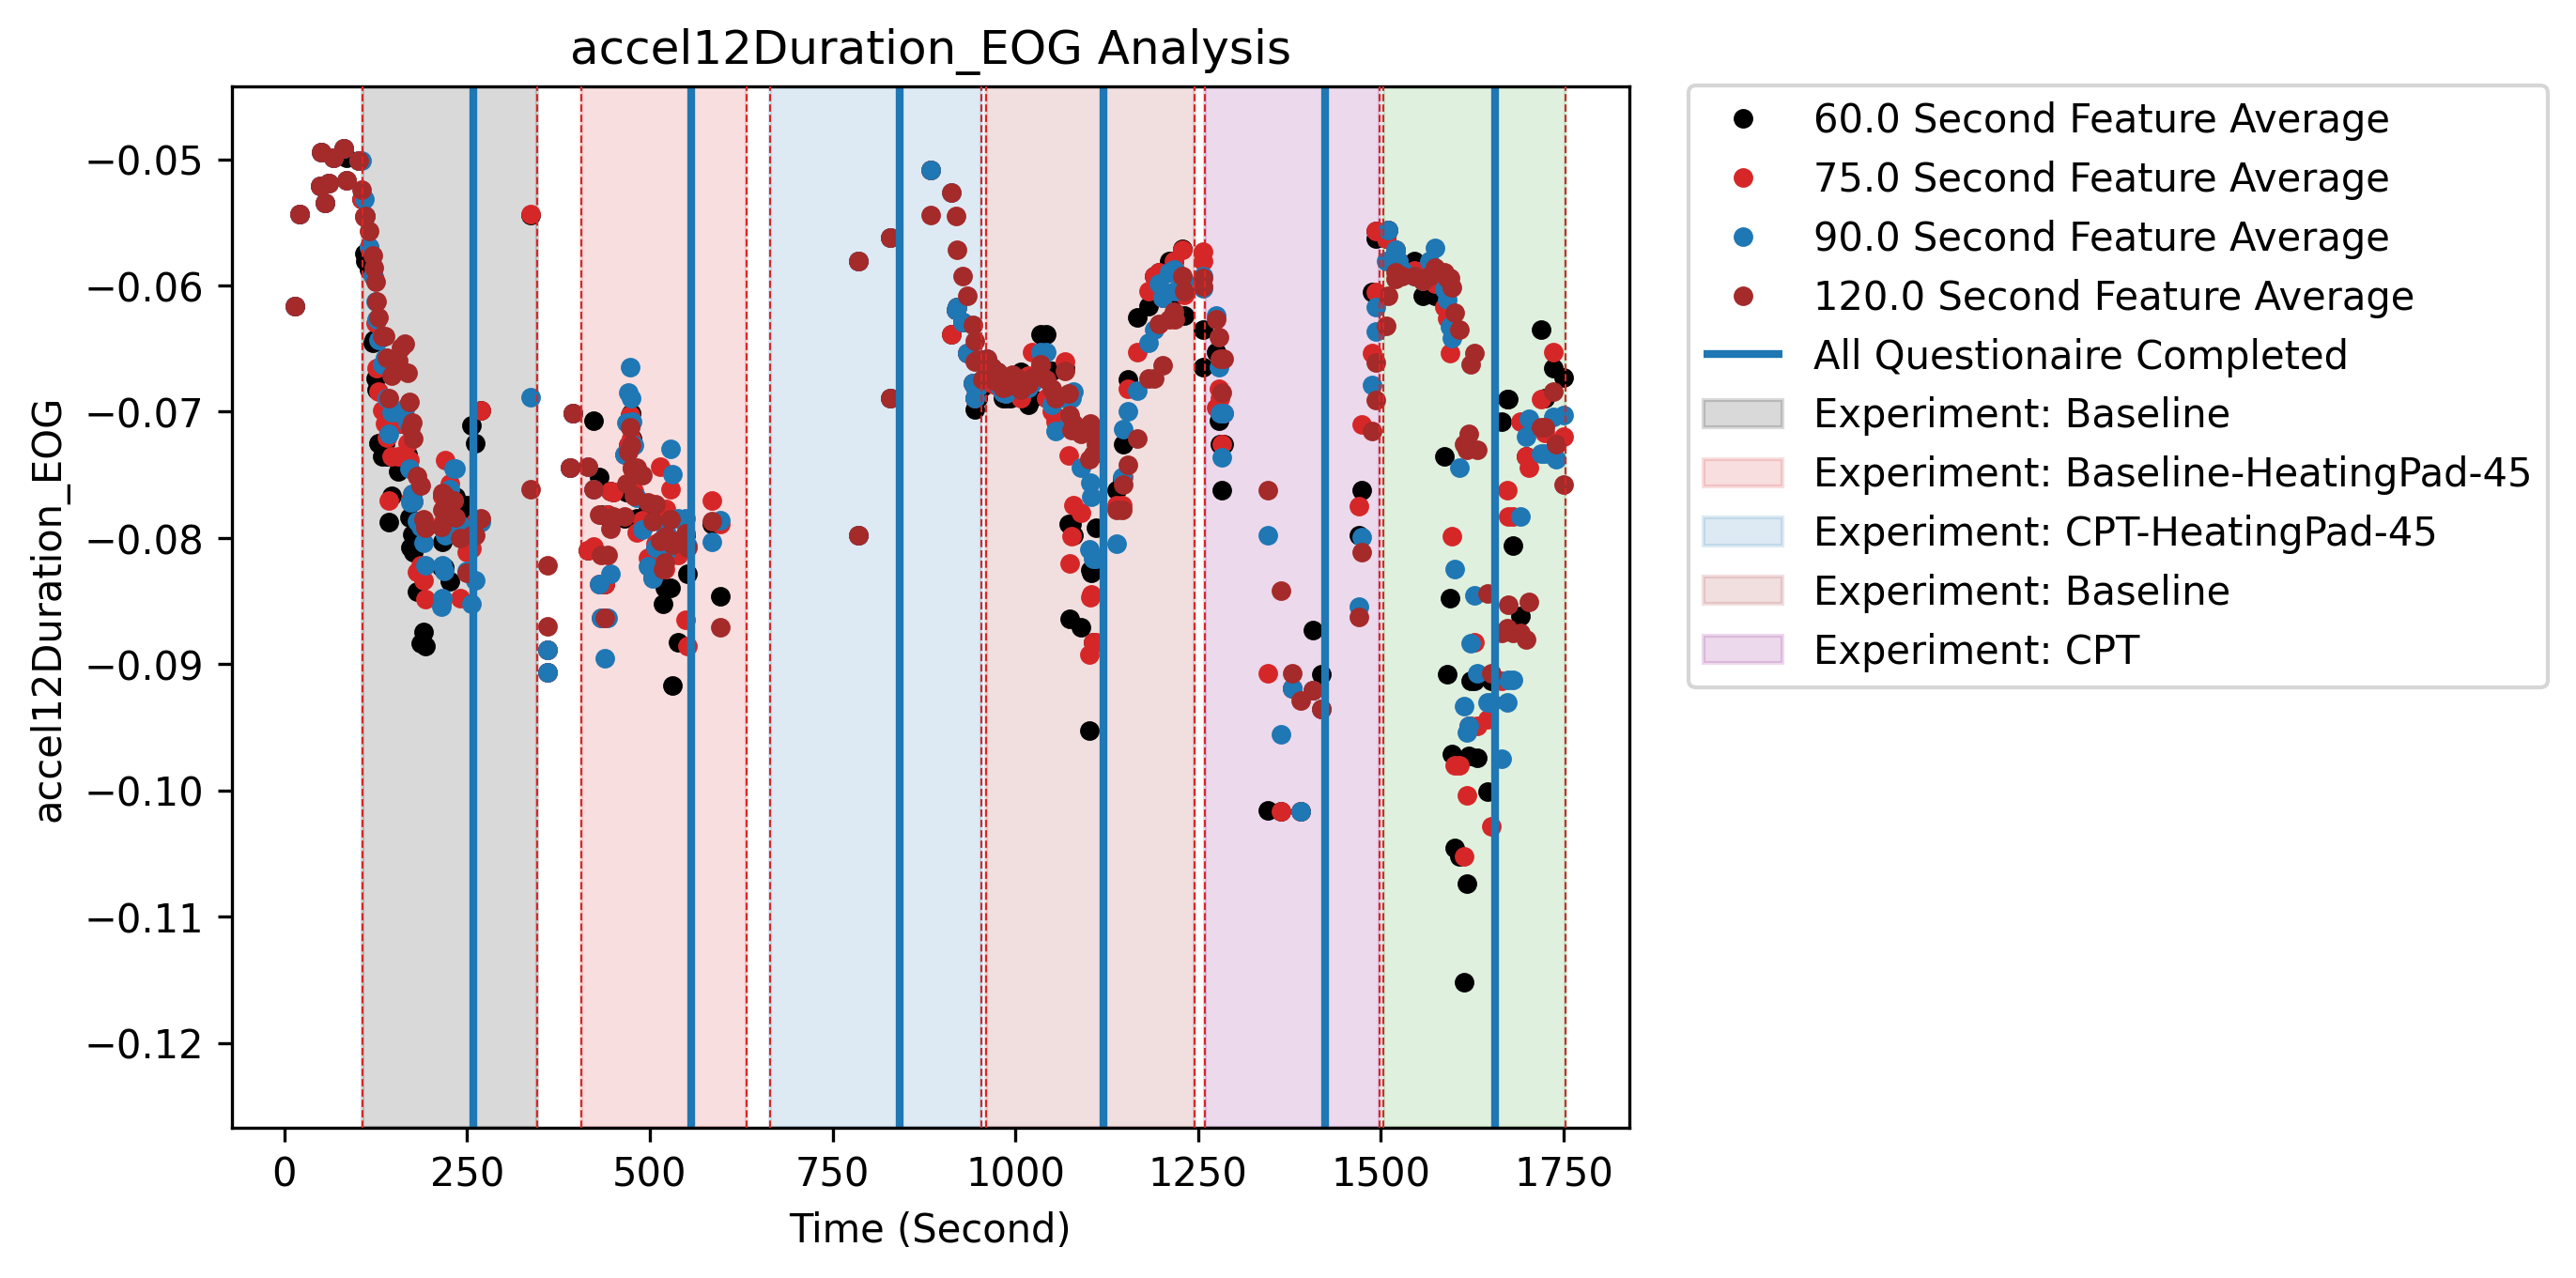 accel12Duration_EOG Analysis
accel12Duration_EOG
−0.05
−0.06
−0.07
−0.08
−0.09
−0.10
−0.11
−0.12
0 250 500 750 1000 1250 1500 1750
Time (Second)
60.0 Second Feature Average
75.0 Second Feature Average
90.0 Second Feature Average
120.0 Second Feature Average
All Questionaire Completed
Experiment: Baseline
Experiment: Baseline-HeatingPad-45
Experiment: CPT-HeatingPad-45
Experiment: Baseline
Experiment: CPT